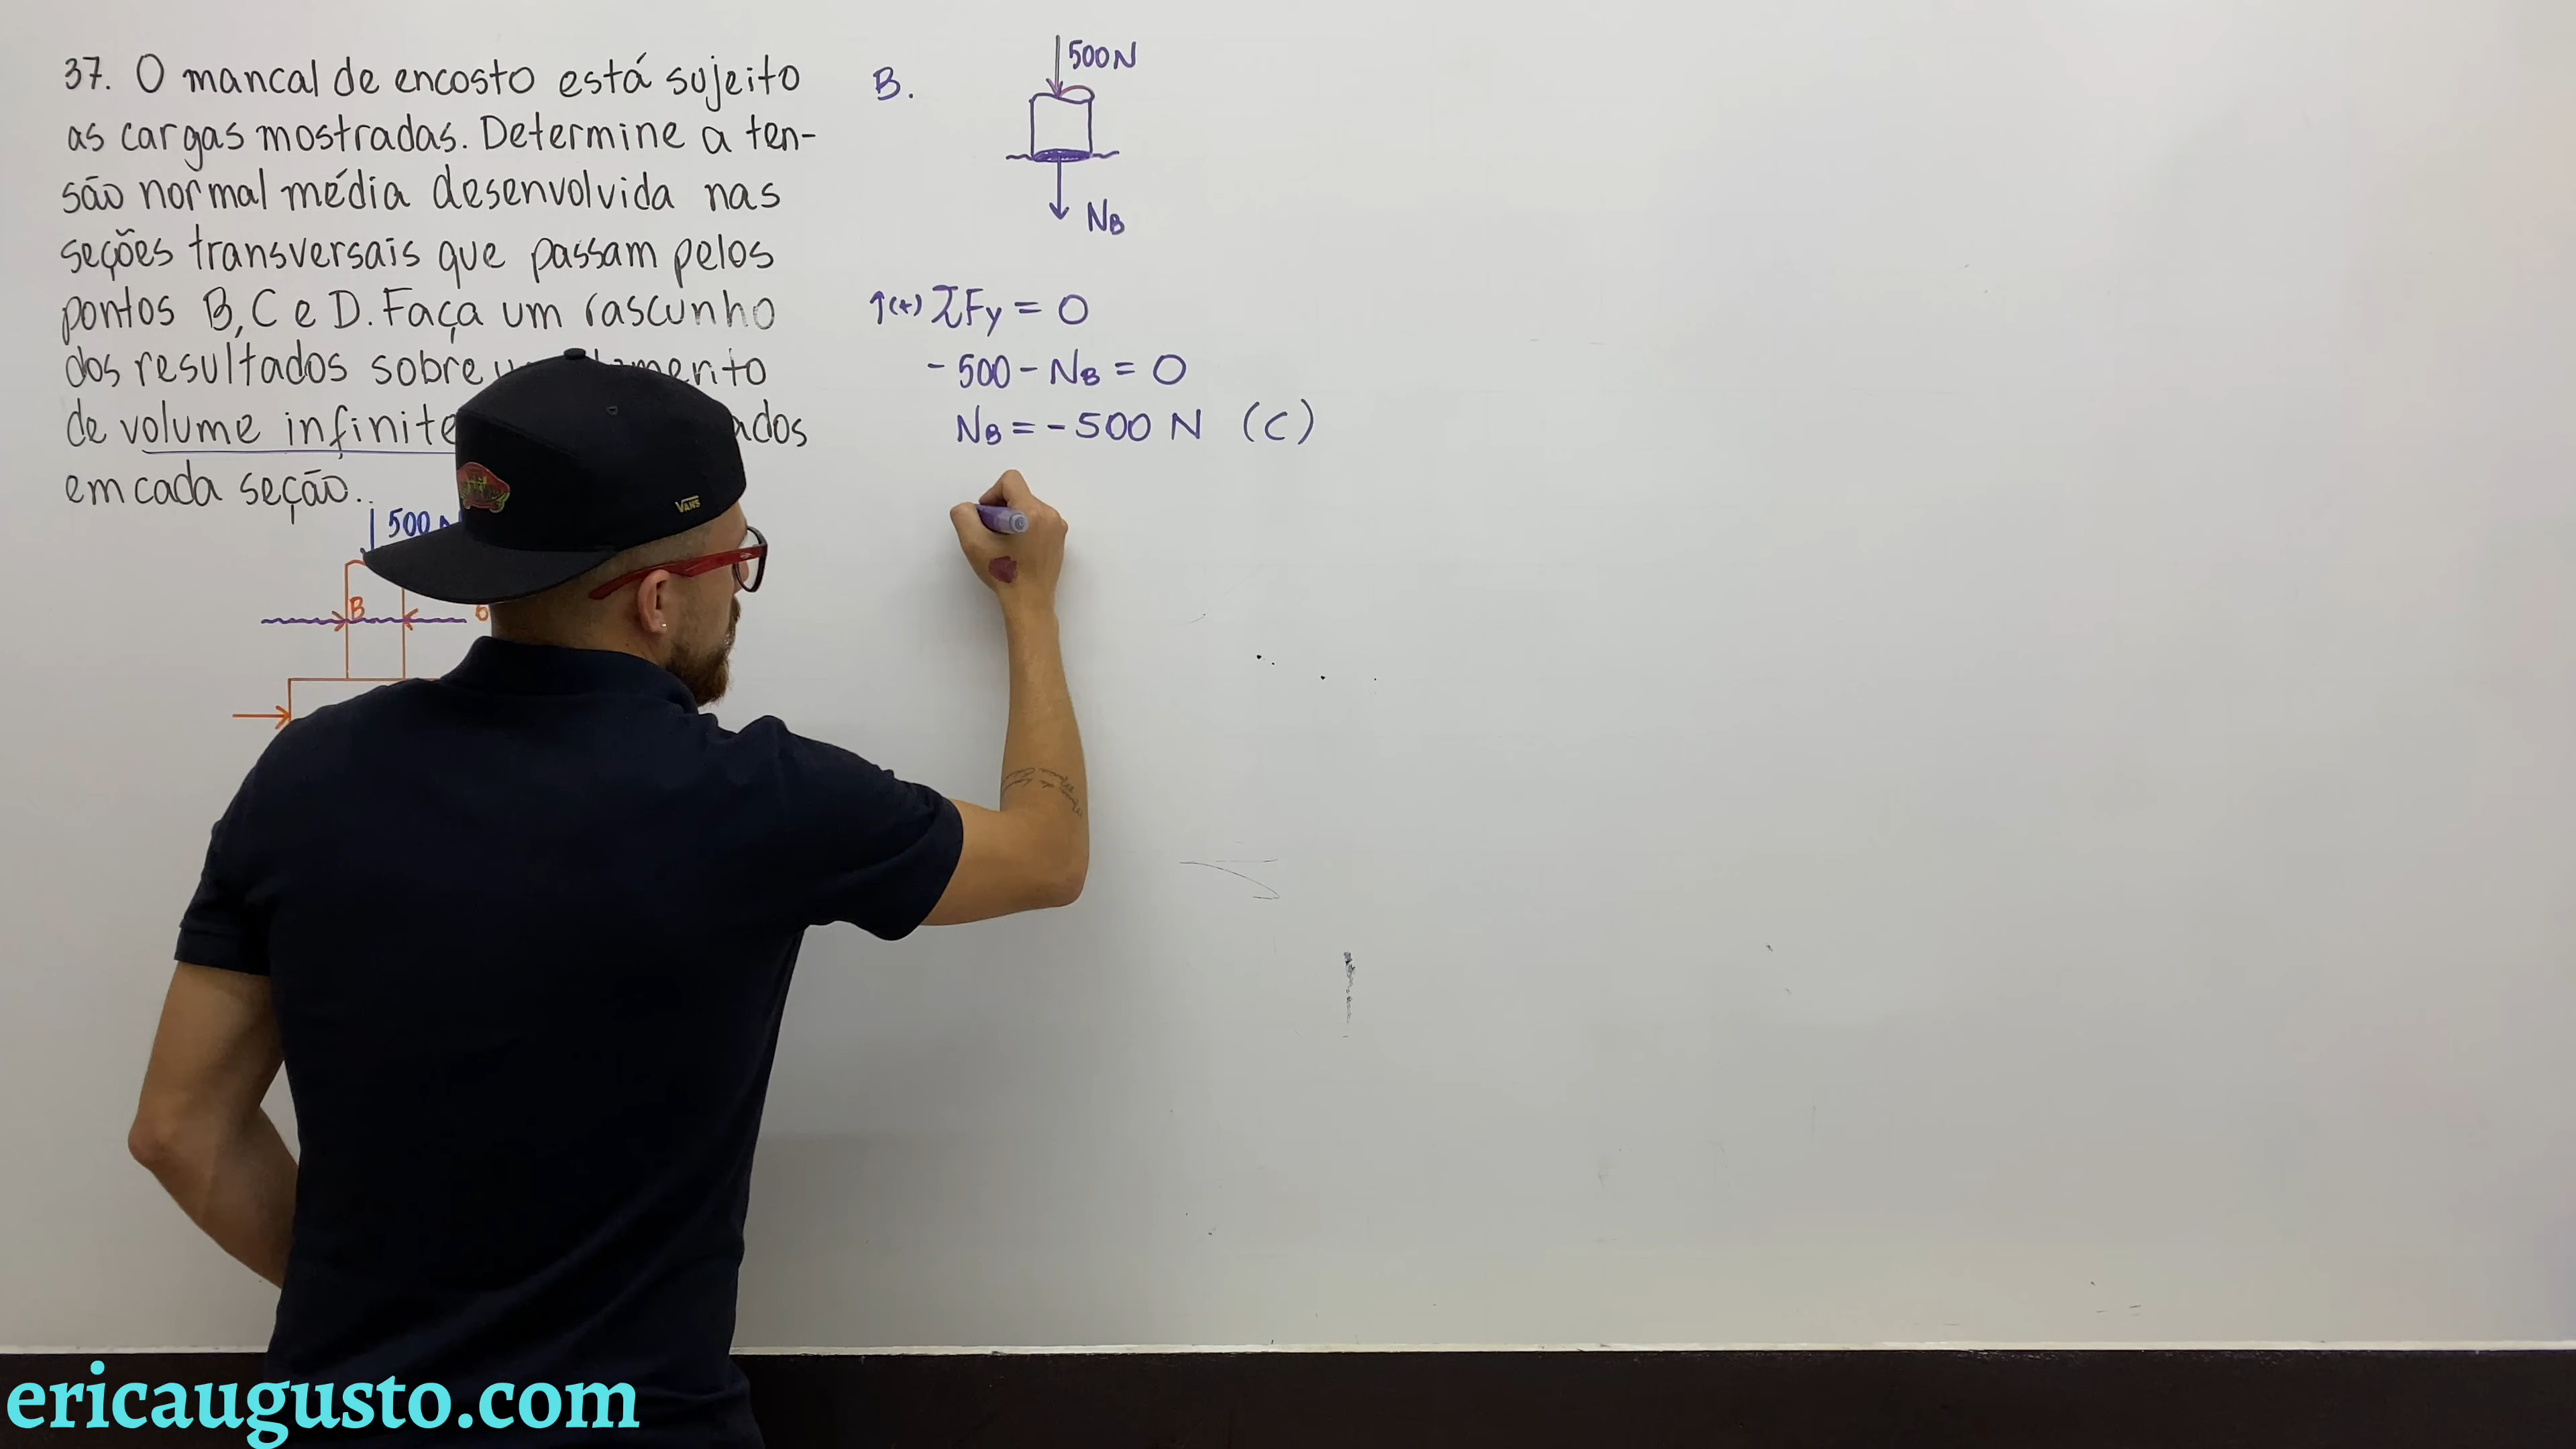 37. O mancal de encosto está sujeito
as cargas mostradas. Determine a ten-
são normal média desenvolvida nas
seções transversais que passam pelos
pontos B, C e D. Faça um rascunho
dos resultados sobre
de volume infinite
em cada seção.
500
B
B.
500N
NB
↑(+) ΣFy = 0
- 500 - NB = 0
NB = - 500 N (C)
VANS
ericaugusto.com